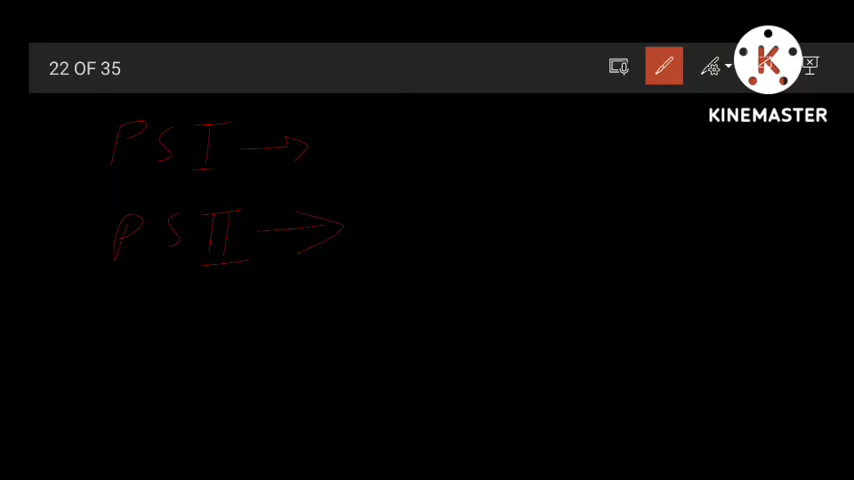 22 OF 35
KINEMASTER
PS I →
PS II →